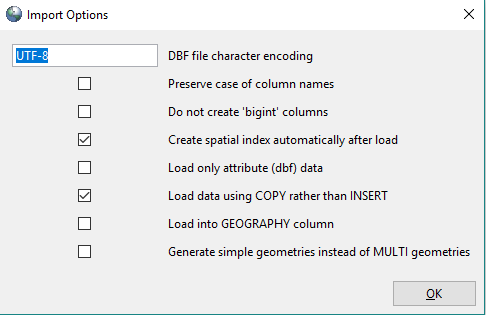 Import Options
UTF-8 DBF file character encoding
Preserve case of column names
Do not create 'bigint' columns
Create spatial index automatically after load
Load only attribute (dbf) data
Load data using COPY rather than INSERT
Load into GEOGRAPHY column
Generate simple geometries instead of MULTI geometries
OK